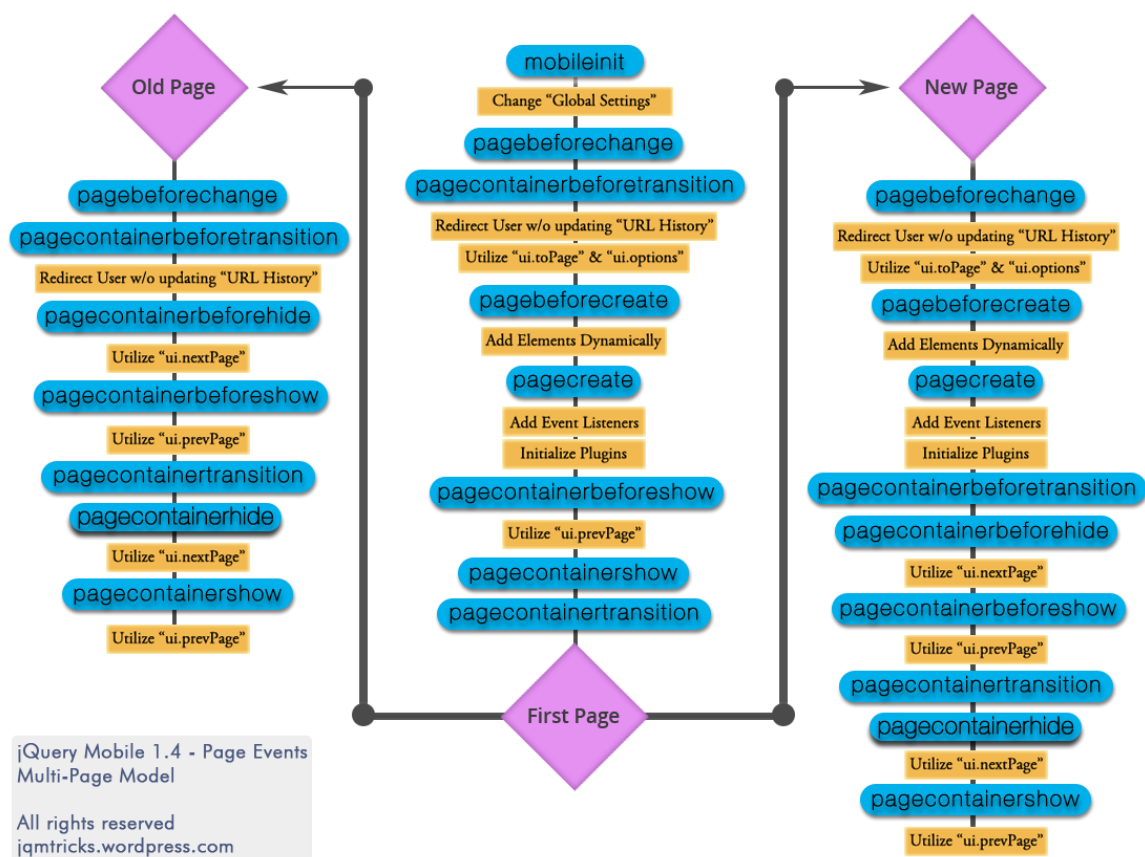 Old Page
pagebeforechange
pagecontainerbeforetransition
Redirect User w/o updating “URL History”
pagecontainerbeforehide
Utilize “ui.nextPage”
pagecontainerbeforeshow
Utilize “ui.prevPage”
pagecontainertransition
pagecontainerhide
Utilize “ui.nextPage”
pagecontainershow
Utilize “ui.prevPage”
mobileinit
Change “Global Settings”
pagebeforechange
pagecontainerbeforetransition
Redirect User w/o updating “URL History”
Utilize “ui.toPage” & “ui.options”
pagebeforecreate
Add Elements Dynamically
pagecreate
Add Event Listeners
Initialize Plugins
pagecontainerbeforeshow
Utilize “ui.prevPage”
pagecontainershow
pagecontainertransition
First Page
New Page
pagebeforechange
Redirect User w/o updating “URL History”
Utilize “ui.toPage” & “ui.options”
pagebeforecreate
Add Elements Dynamically
pagecreate
Add Event Listeners
Initialize Plugins
pagecontainerbeforetransition
pagecontainerbeforehide
Utilize “ui.nextPage”
pagecontainerbeforeshow
Utilize “ui.prevPage”
pagecontainertransition
pagecontainerhide
Utilize “ui.nextPage”
pagecontainershow
Utilize “ui.prevPage”
jQuery Mobile 1.4 - Page Events
Multi-Page Model
All rights reserved
jqmtricks.wordpress.com